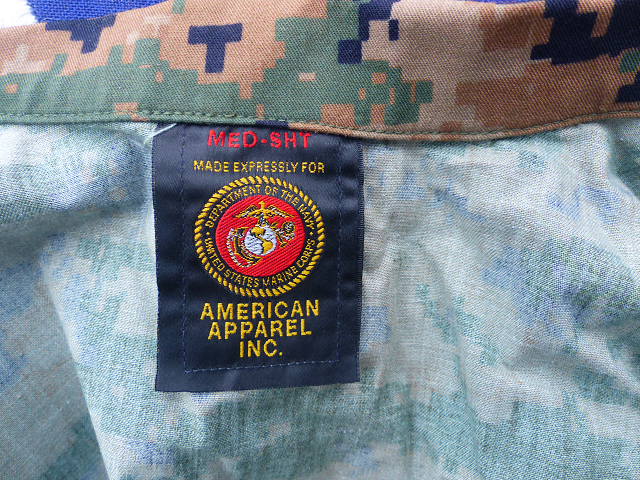 MED-SHT
MADE EXPRESSLY FOR
DEPARTMENT OF THE NAVY
UNITED STATES MARINE CORPS
AMERICAN
APPAREL
INC.